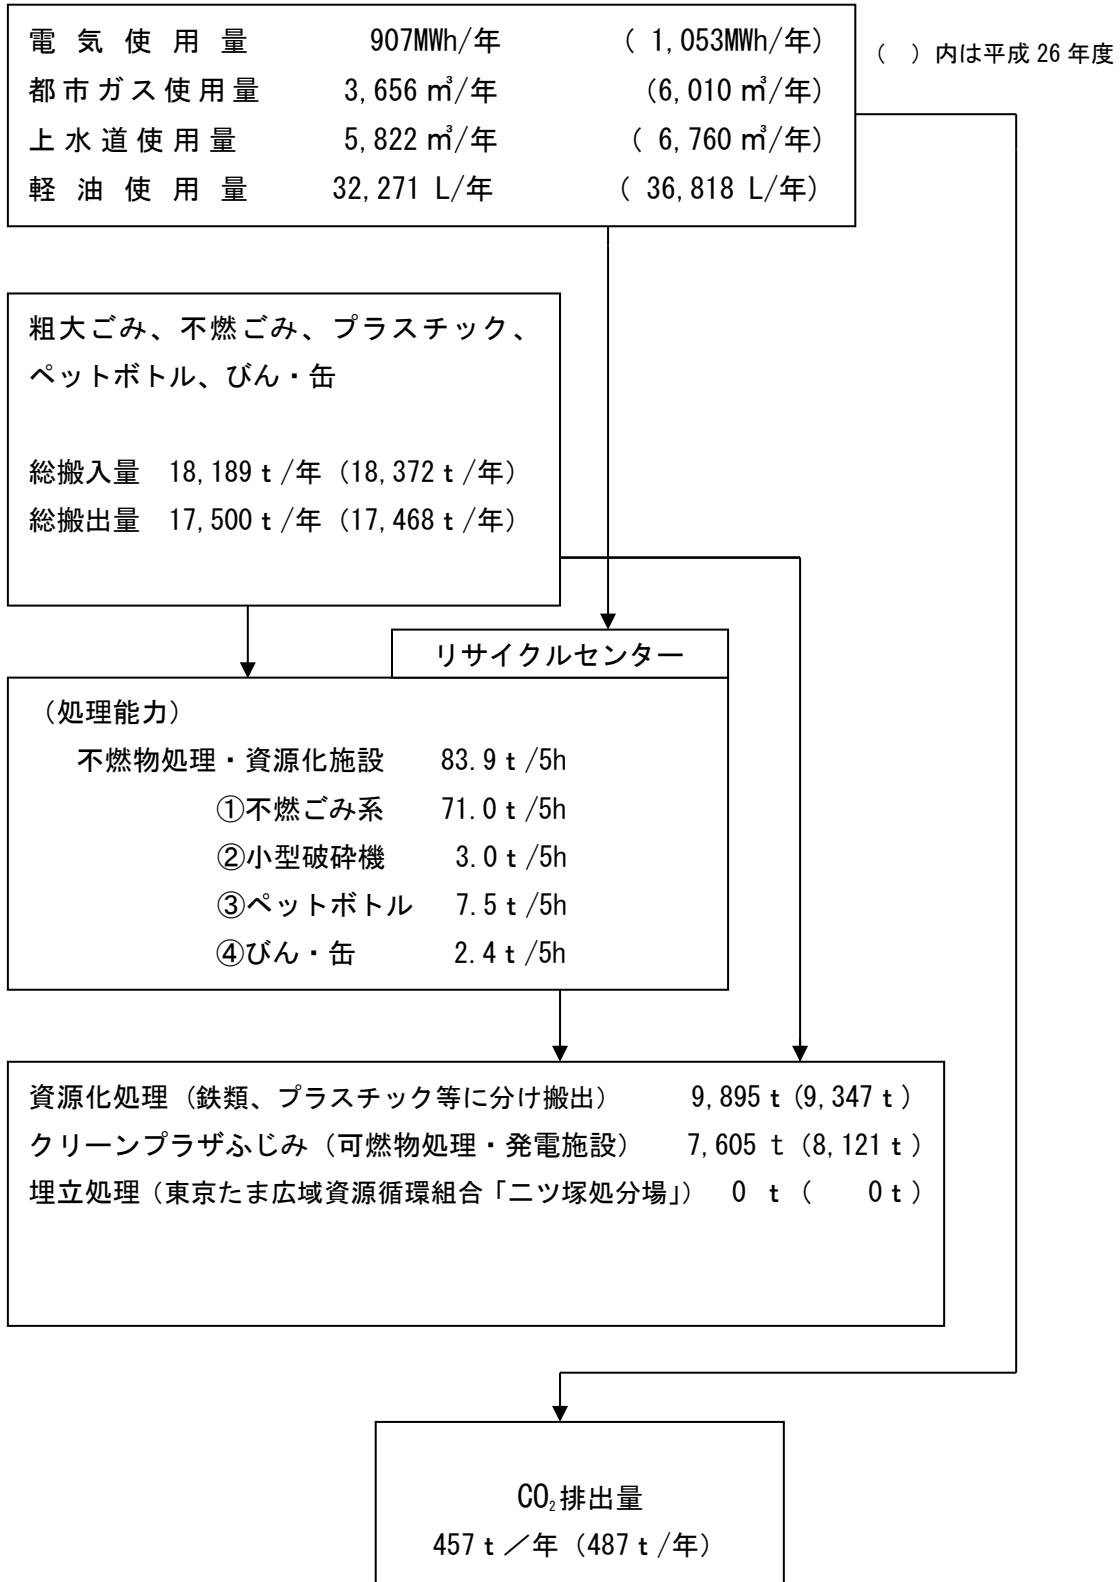 電気使用量 907MWh/年 （ 1,053MWh/年）
（ ）内は平成26年度
都市ガス使用量 3,656㎥/年 （6,010㎥/年）
上水道使用量 5,822㎥/年 （ 6,760㎥/年）
軽油使用量 32,271 L/年 （ 36,818 L/年）
粗大ごみ、不燃ごみ、プラスチック、
ペットボトル、びん・缶
総搬入量 18,189ｔ/年（18,372ｔ/年）
総搬出量 17,500ｔ/年（17,468ｔ/年）
リサイクルセンター
（処理能力）
不燃物処理・資源化施設 83.9ｔ/5h
①不燃ごみ系 71.0ｔ/5h
②小型破砕機 3.0ｔ/5h
③ペットボトル 7.5ｔ/5h
④びん・缶 2.4ｔ/5h
資源化処理（鉄類、プラスチック等に分け搬出） 9,895ｔ(9,347ｔ)
クリーンプラザふじみ（可燃物処理・発電施設） 7,605 ｔ (8,121ｔ)
埋立処理（東京たま広域資源循環組合「二ツ塚処分場」） 0 ｔ ( 0ｔ)
CO₂排出量
457ｔ／年（487ｔ/年）